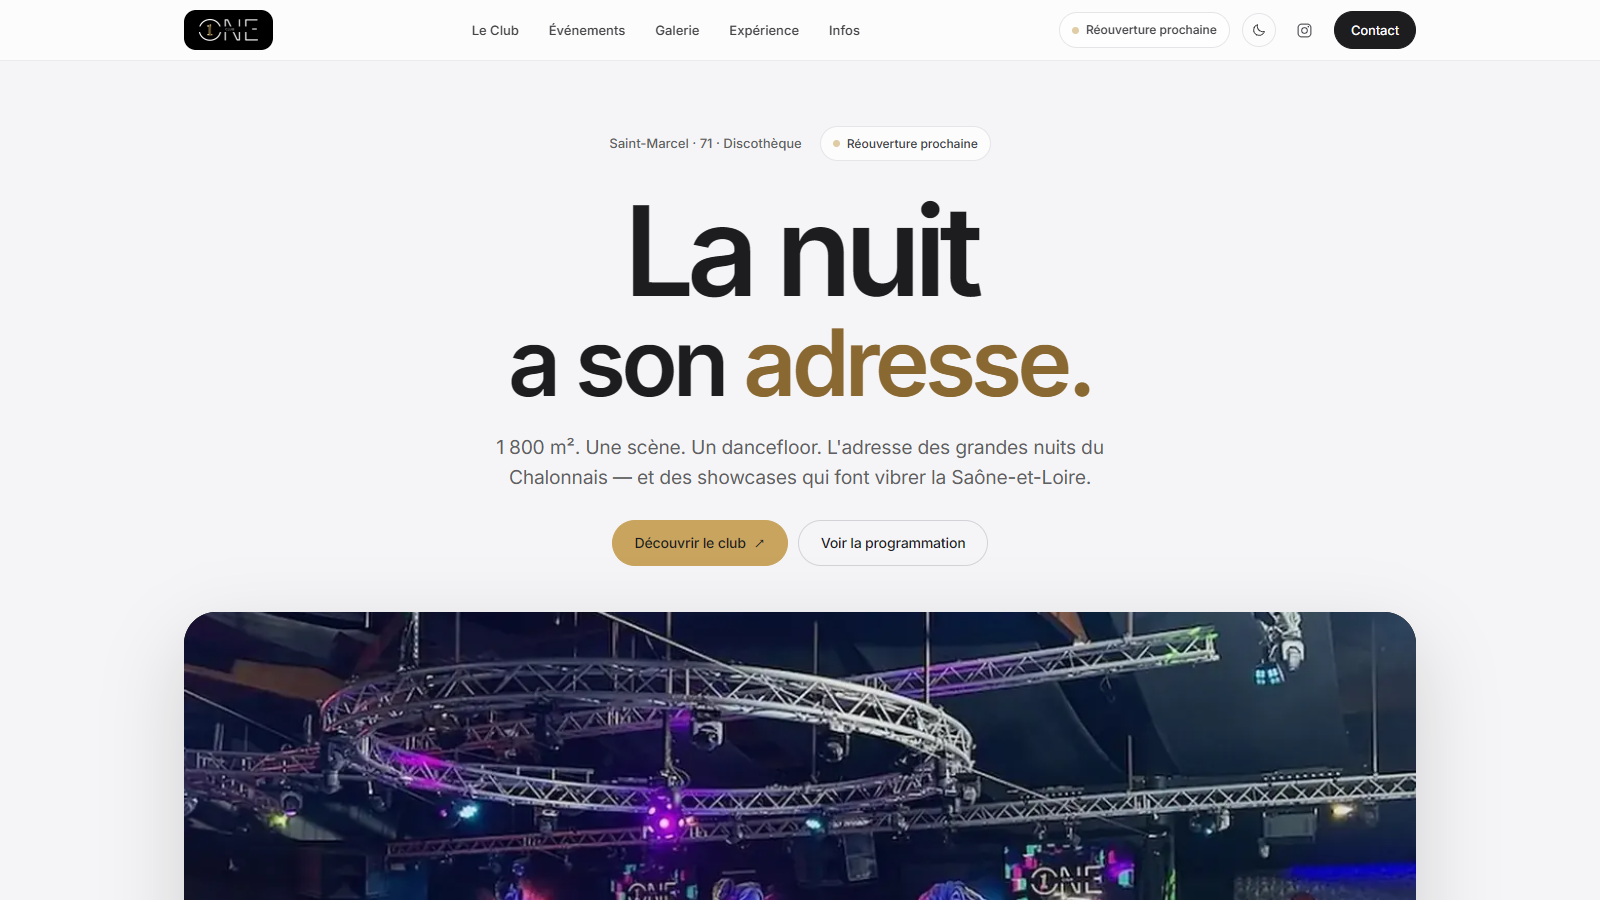 ONE
Le Club
Événements
Galerie
Expérience
Infos
Réouverture prochaine
Contact
Saint-Marcel · 71 · Discothèque
Réouverture prochaine
La nuit
a son adresse.
1 800 m². Une scène. Un dancefloor. L'adresse des grandes nuits du
Chalonnais — et des showcases qui font vibrer la Saône-et-Loire.
Découvrir le club ↗
Voir la programmation
ONE
ONE